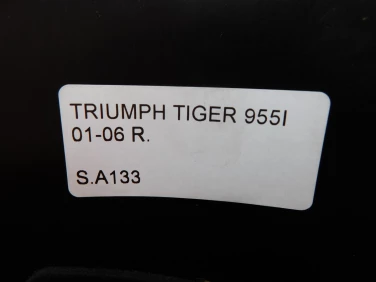 TRIUMPH TIGER 955I
01-06 R.
S.A133